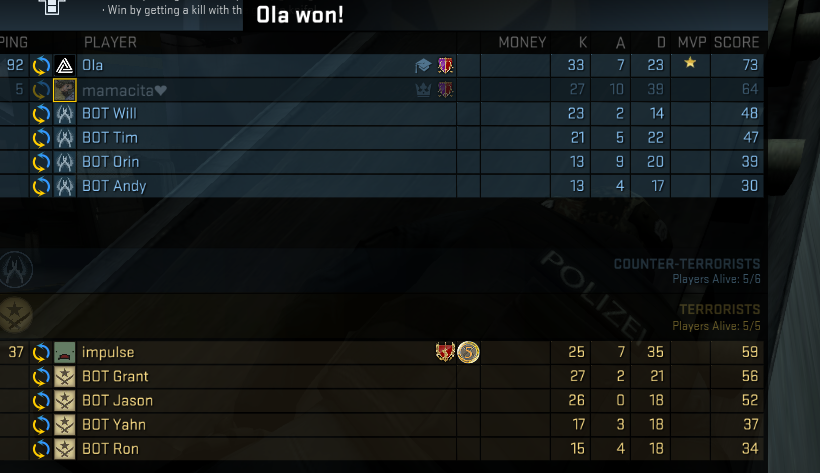 · Win by getting a kill with th
Ola won!
PING PLAYER MONEY K A D MVP SCORE
92 Ola 33 7 23 73
5 mamacita♥ 27 10 39 64
BOT Will 23 2 14 48
BOT Tim 21 5 22 47
BOT Orin 13 9 20 39
BOT Andy 13 4 17 30
POLIZEI
COUNTER-TERRORISTS
Players Alive: 5/6
TERRORISTS
Players Alive: 5/5
37 impulse 5 25 7 35 59
BOT Grant 27 2 21 56
BOT Jason 26 0 18 52
BOT Yahn 17 3 18 37
BOT Ron 15 4 18 34